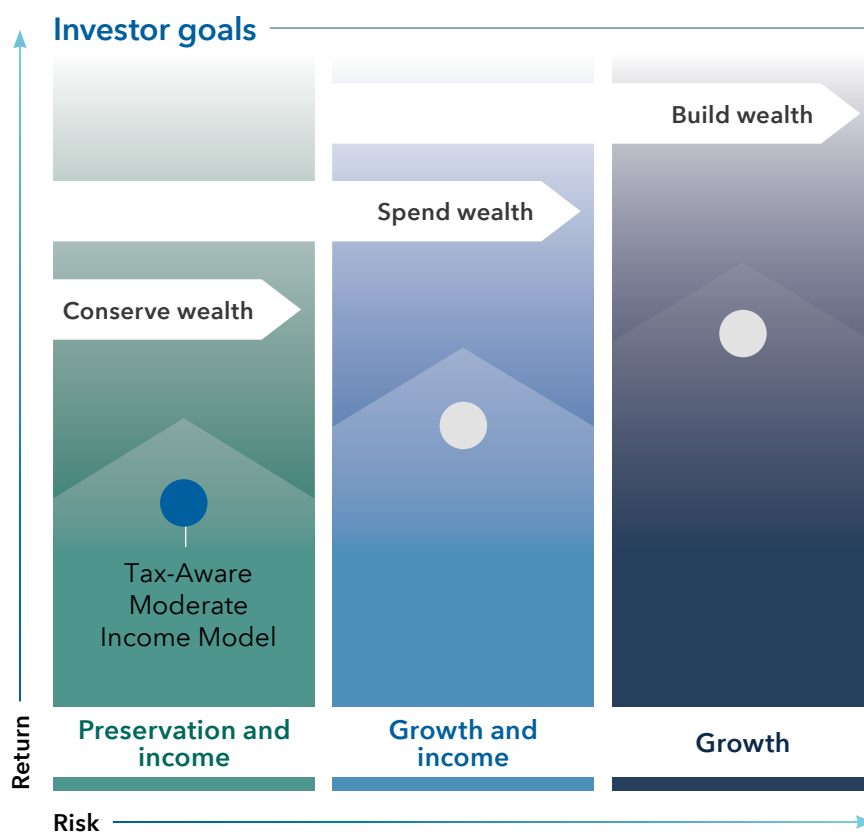 Investor goals
Build wealth
Spend wealth
Conserve wealth
Tax-Aware
Moderate
Income Model
Preservation and
income
Growth and
income
Growth
Return
Risk